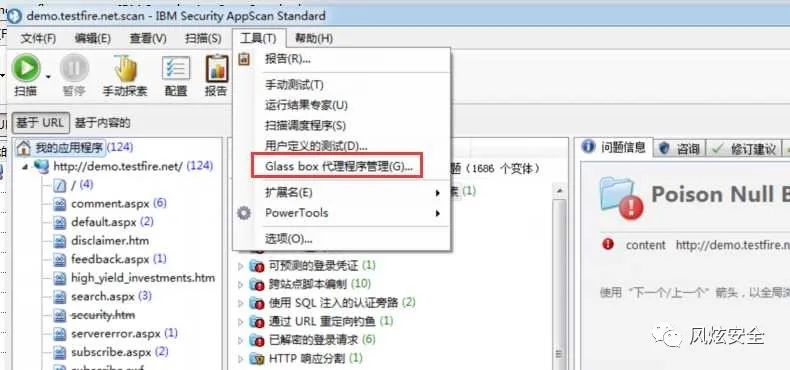 demo.testfire.net.scan - IBM Security AppScan Standard
文件(F) 编辑(E) 查看(V) 扫描(S) 工具(T) 帮助(H)
扫描 暂停 手动探索 配置 报告
报告(R)...
手动测试(T)
运行结果专家(U)
扫描调度程序(S)
用户定义的测试(D)...
Glass box 代理程序管理(G)...
扩展名(E)
PowerTools
选项(O)...
基于 URL 基于内容的
我的应用程序 (124)
http://demo.testfire.net/ (124)
/ (4)
comment.aspx (2)
default.aspx (2)
disclaimer.htm
feedback.aspx (1)
high_yield_investments.htm
search.aspx (3)
security.htm
servererror.aspx (1)
subscribe.aspx (2)
题 (1686 个变体)
(1)
可预测的登录凭证 (1)
跨站点脚本编制 (10)
使用 SQL 注入的认证旁路 (2)
通过 URL 重定向钓鱼 (1)
已解密的登录请求 (6)
HTTP 响应分割 (1)
问题信息 咨询 修订建议
Poison Null B
content http://demo.testfire.ne
使用“下一个/上一个”箭头，以全局浏
风炫安全